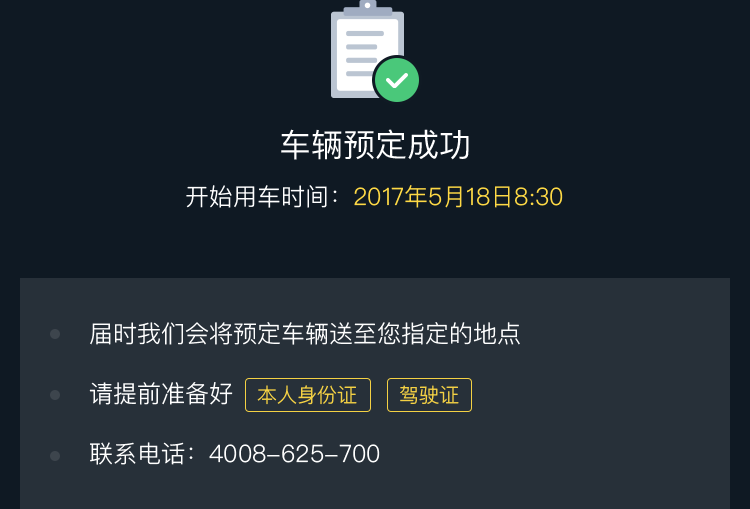 车辆预定成功
开始用车时间：2017年5月18日8:30
届时我们会将预定车辆送至您指定的地点
请提前准备好 本人身份证 驾驶证
联系电话：4008-625-700